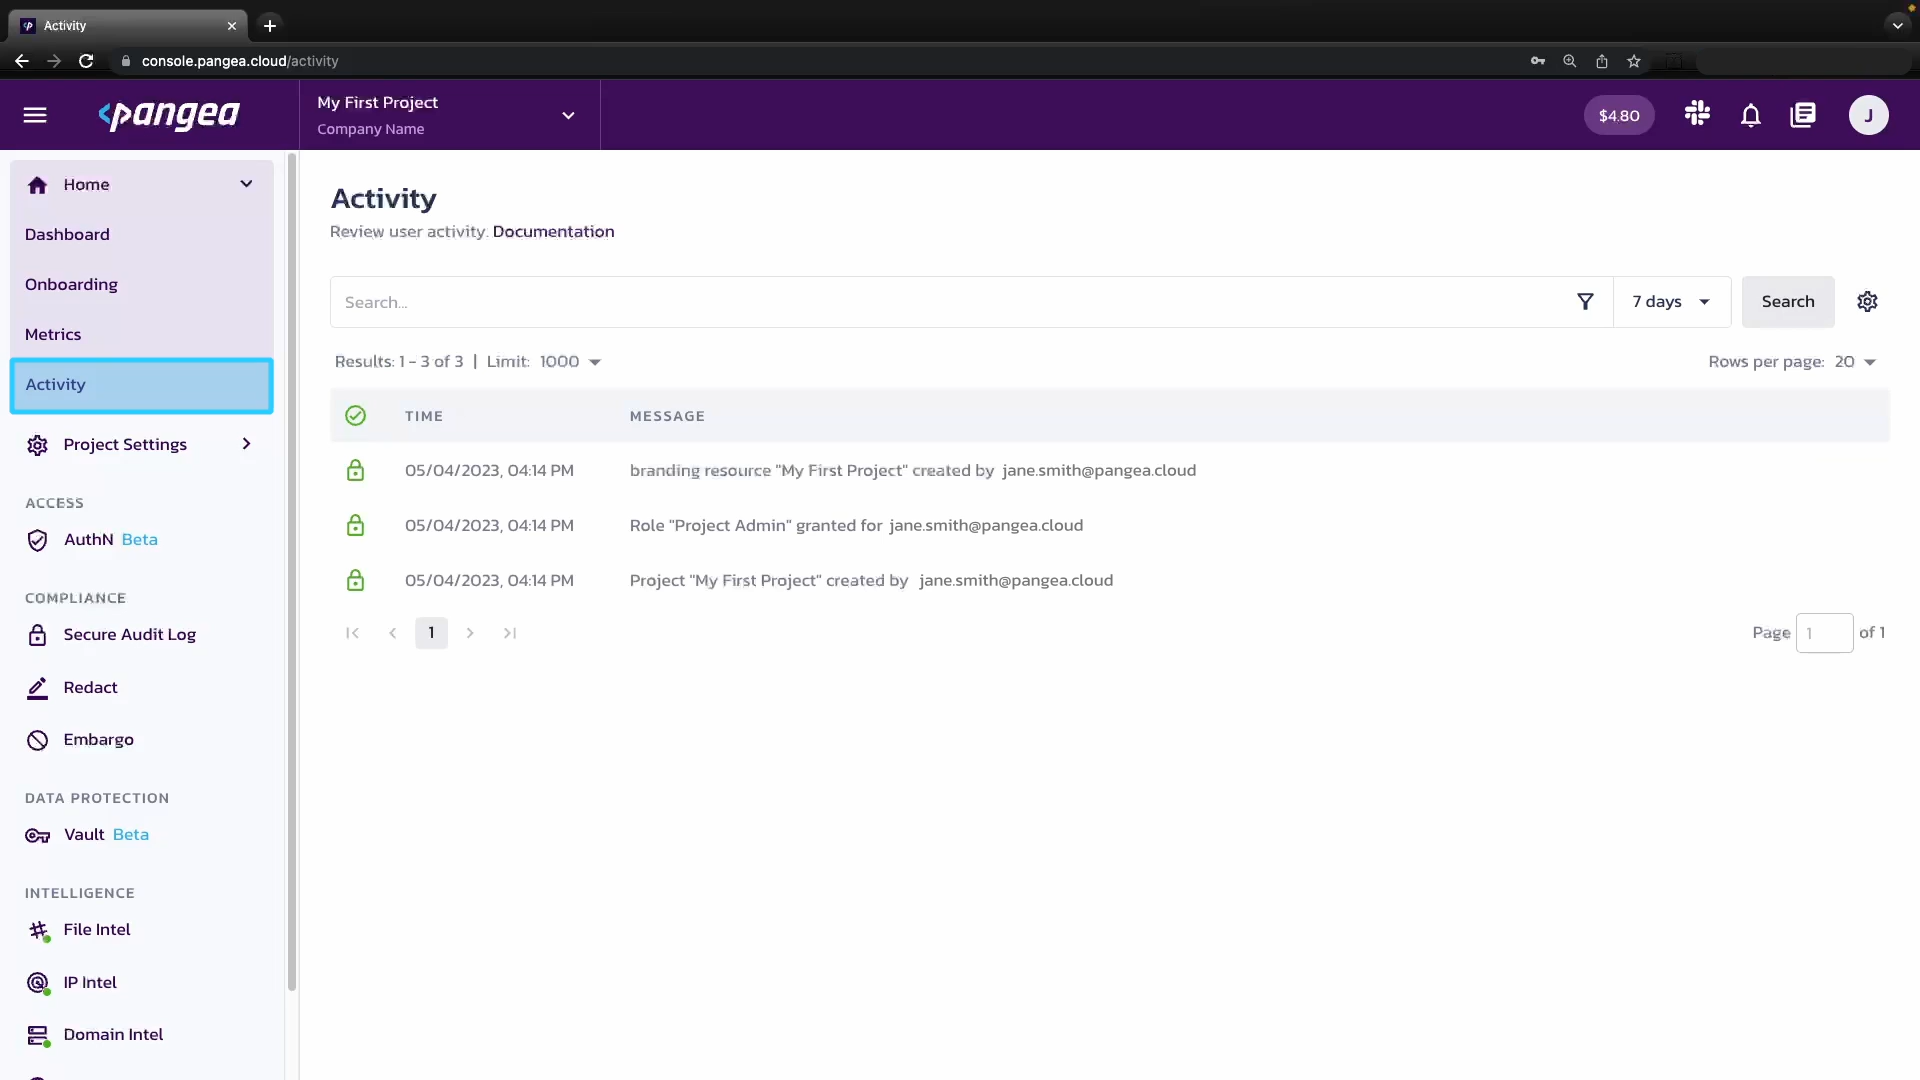 Activity
console.pangea.cloud/activity
pangea
My First Project
Company Name
$4.80
J
Home
Dashboard
Onboarding
Metrics
Activity
Project Settings
ACCESS
AuthN Beta
COMPLIANCE
Secure Audit Log
Redact
Embargo
DATA PROTECTION
Vault Beta
INTELLIGENCE
File Intel
IP Intel
Domain Intel
Activity
Review user activity. Documentation
Search...
7 days
Search
Results: 1 - 3 of 3 | Limit: 1000
Rows per page: 20
TIME MESSAGE
05/04/2023, 04:14 PM branding resource "My First Project" created by jane.smith@pangea.cloud
05/04/2023, 04:14 PM Role "Project Admin" granted for jane.smith@pangea.cloud
05/04/2023, 04:14 PM Project "My First Project" created by jane.smith@pangea.cloud
1
Page 1 of 1